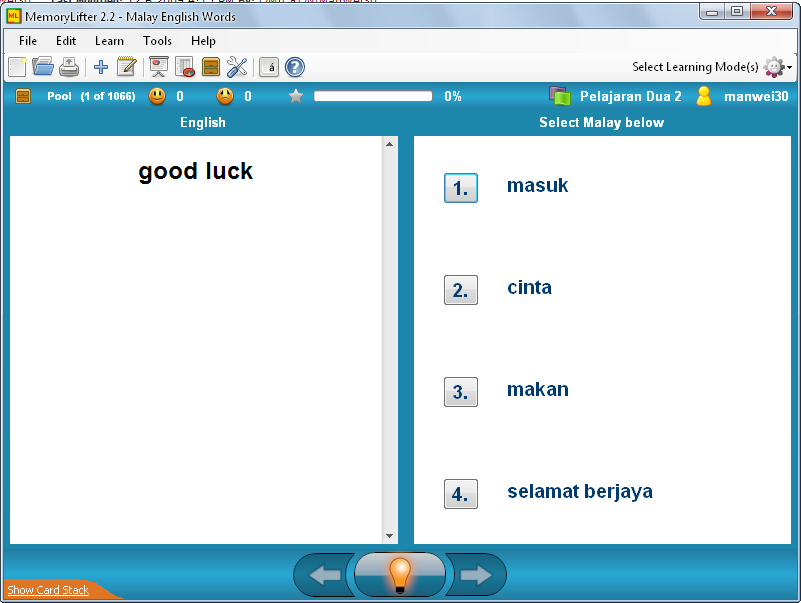 MemoryLifter 2.2 - Malay English Words
File Edit Learn Tools Help
Select Learning Mode(s)
Pool (1 of 1066) 0 0 0% Pelajaran Dua 2 manwei30
English
Select Malay below
good luck
1. masuk
2. cinta
3. makan
4. selamat berjaya
Show Card Stack